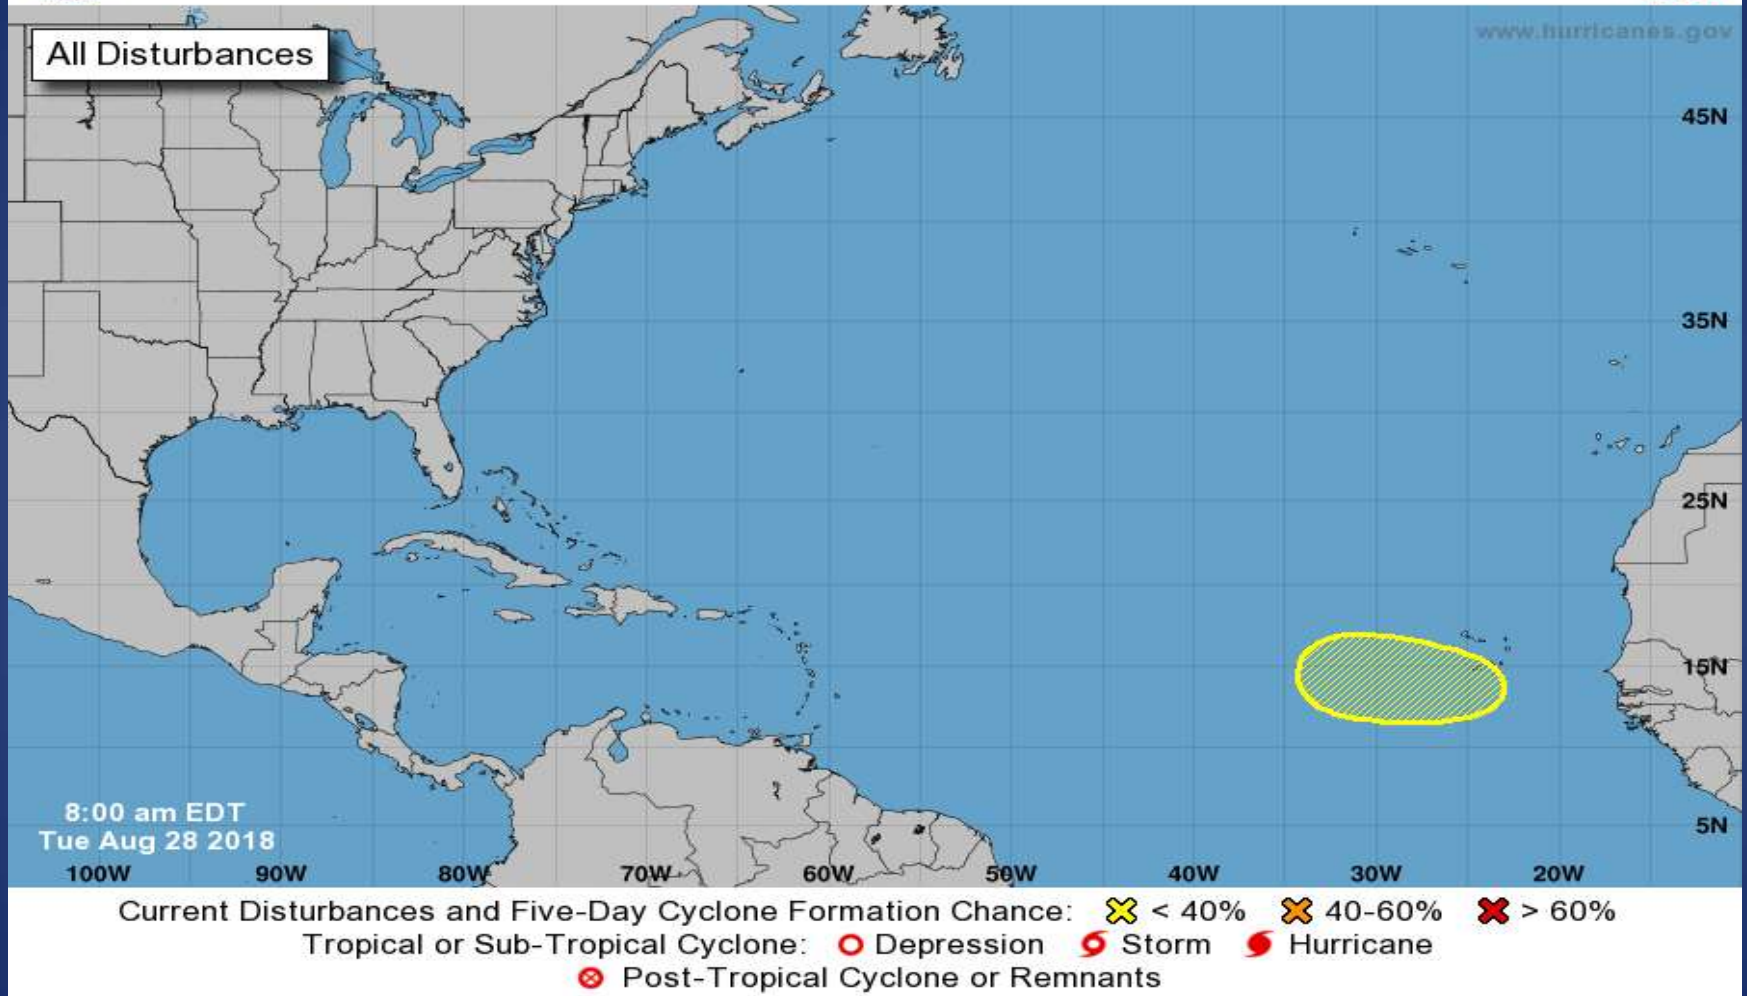 www.hurricanes.gov
All Disturbances
45N
35N
25N
15N
5N
8:00 am EDT
Tue Aug 28 2018
100W 90W 80W 70W 60W 50W 40W 30W 20W
Current Disturbances and Five-Day Cyclone Formation Chance: < 40% 40-60% > 60%
Tropical or Sub-Tropical Cyclone: Depression Storm Hurricane
Post-Tropical Cyclone or Remnants